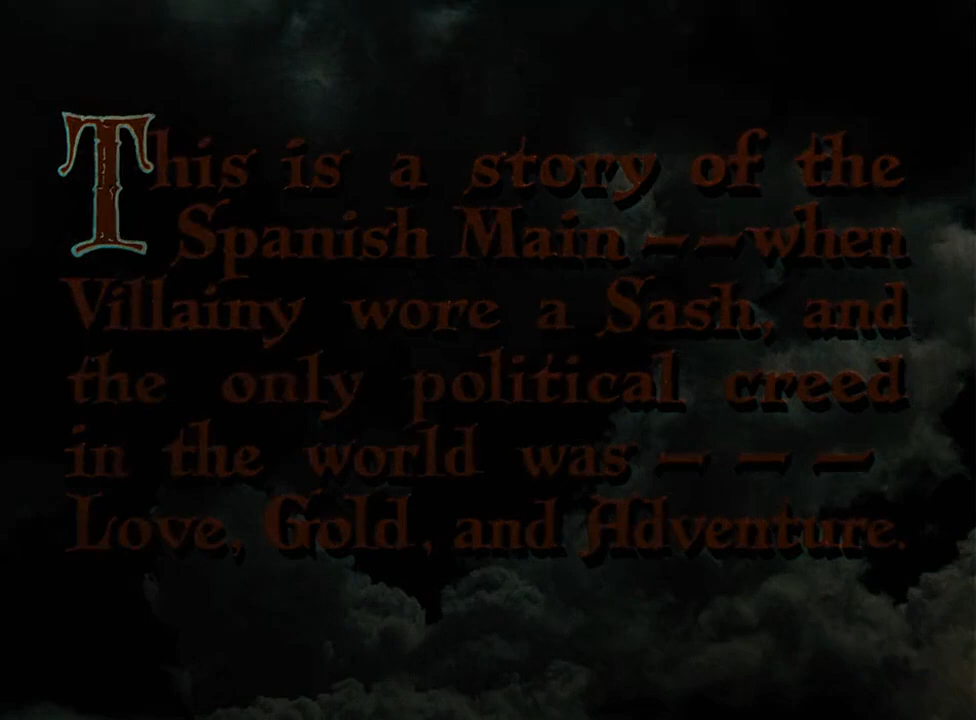 This is a story of the
Spanish Main -- when
Villainy wore a Sash, and
the only political creed
in the world was - - -
Love, Gold, and Adventure.